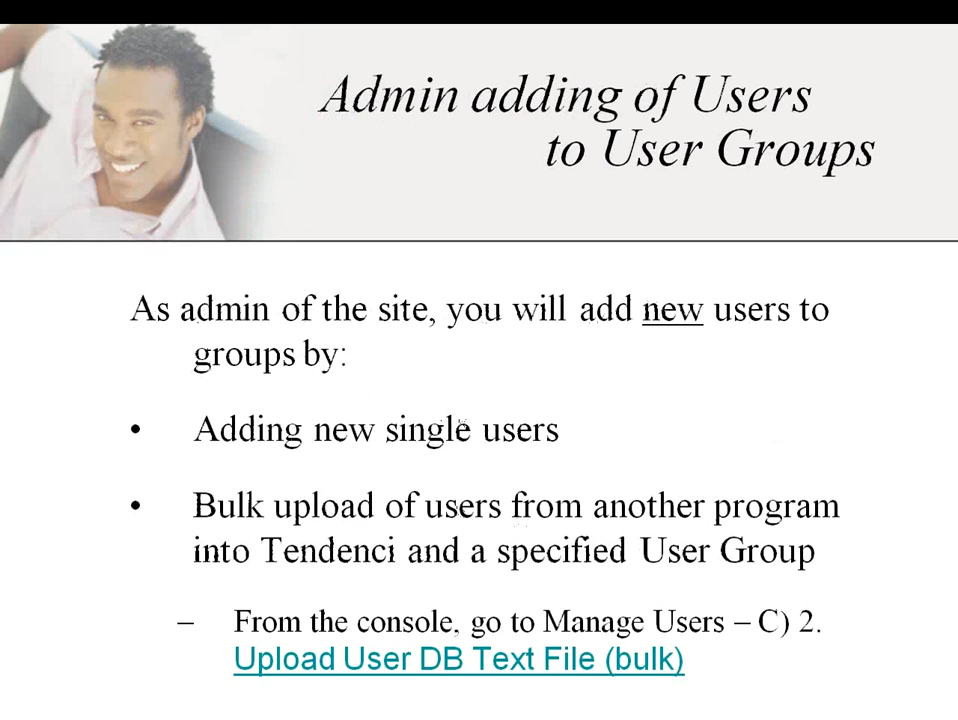 Admin adding of Users
to User Groups
As admin of the site, you will add new users to
groups by:
• Adding new single users
• Bulk upload of users from another program
into Tendenci and a specified User Group
– From the console, go to Manage Users – C) 2.
Upload User DB Text File (bulk)